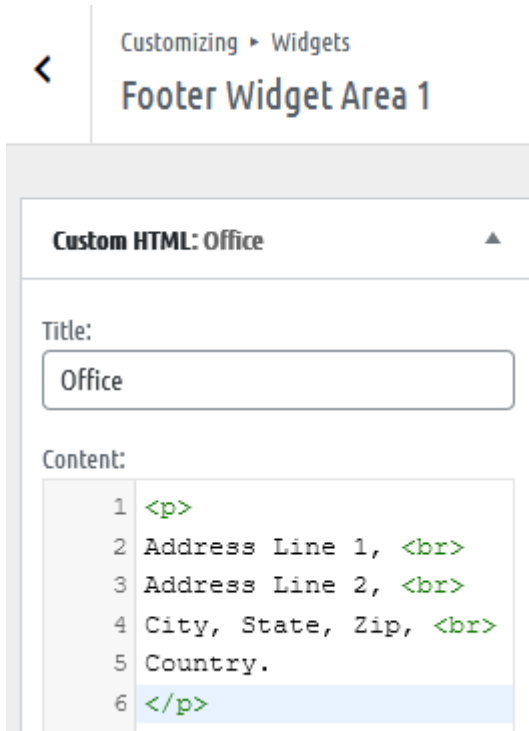 Customizing ▸ Widgets
Footer Widget Area 1
Custom HTML: Office
Title:
Office
Content:
1 <p>
2 Address Line 1, <br>
3 Address Line 2, <br>
4 City, State, Zip, <br>
5 Country.
6 </p>